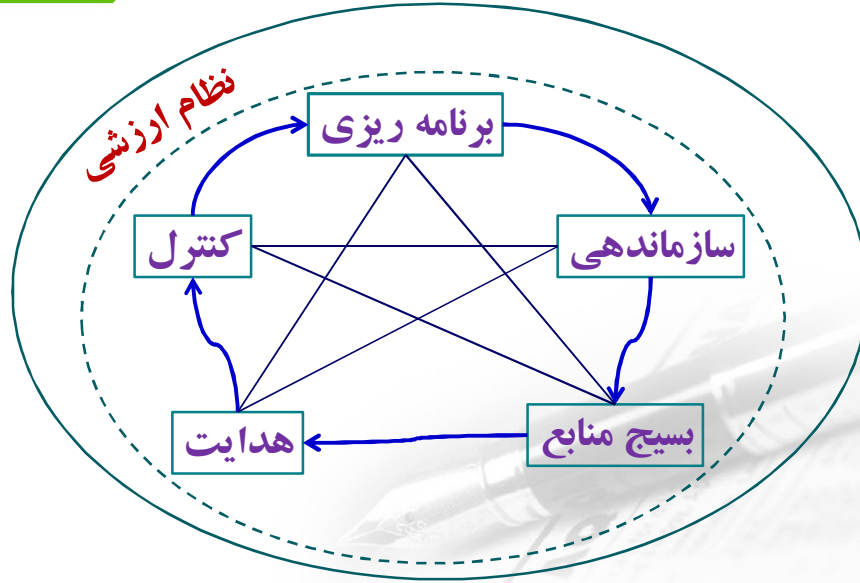 نظام ارزشی
برنامه ریزی
سازماندهی
بسیج منابع
هدایت
کنترل